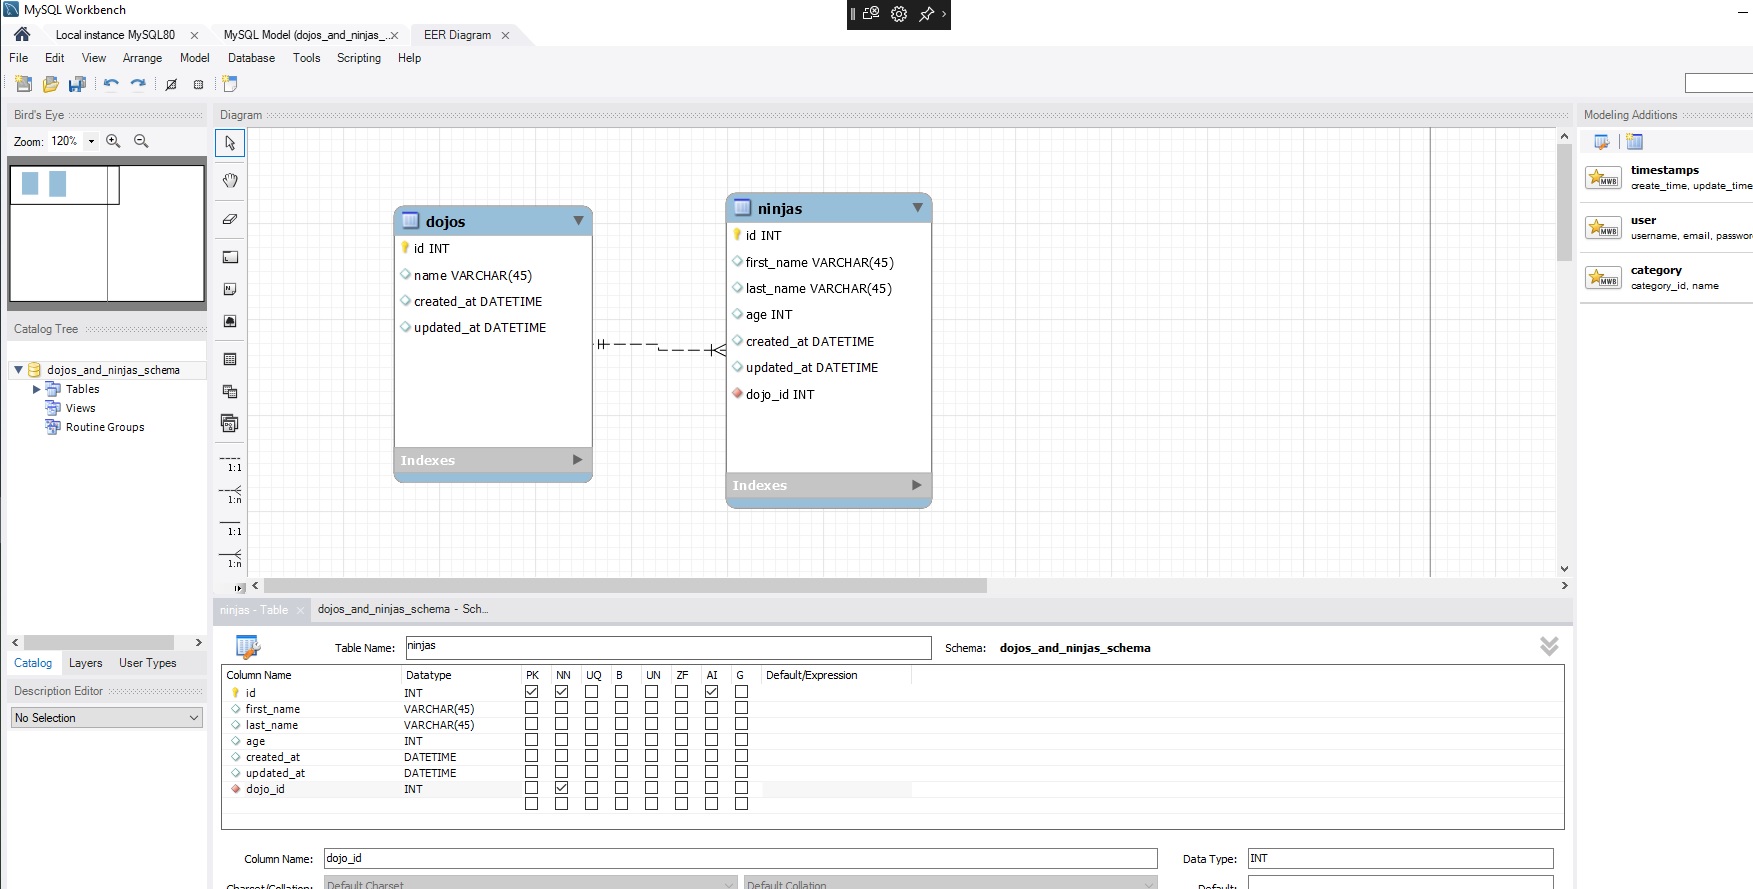 MySQL Workbench
Local instance MySQL80
MySQL Model (dojos_and_ninjas_...
EER Diagram
File Edit View Arrange Model Database Tools Scripting Help
Bird's Eye
Zoom: 120%
Diagram
Modeling Additions
timestamps
create_time, update_time
user
username, email, passwor
category
category_id, name
dojos
id INT
name VARCHAR(45)
created_at DATETIME
updated_at DATETIME
Indexes
ninjas
id INT
first_name VARCHAR(45)
last_name VARCHAR(45)
age INT
created_at DATETIME
updated_at DATETIME
dojo_id INT
Indexes
1:1
1:n
1:1
1:n
Catalog Tree
dojos_and_ninjas_schema
Tables
Views
Routine Groups
Catalog Layers User Types
Description Editor
No Selection
ninjas - Table
dojos_and_ninjas_schema - Sch...
Table Name: ninjas
Schema: dojos_and_ninjas_schema
Column Name Datatype PK NN UQ B UN ZF AI G Default/Expression
id INT
first_name VARCHAR(45)
last_name VARCHAR(45)
age INT
created_at DATETIME
updated_at DATETIME
dojo_id INT
Column Name: dojo_id
Data Type: INT
Charset/Collation: Default Charset Default Collation
Default: